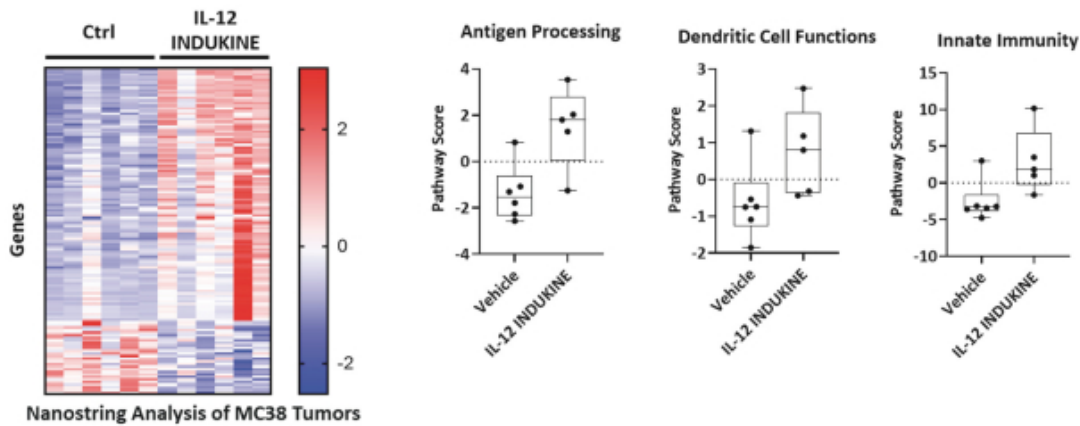 Ctrl
IL-12
INDUKINE
Genes
2
0
-2
Nanostring Analysis of MC38 Tumors
Antigen Processing
Pathway Score
4
2
0
-2
-4
Vehicle
IL-12 INDUKINE
Dendritic Cell Functions
Pathway Score
3
2
1
0
-1
-2
Vehicle
IL-12 INDUKINE
Innate Immunity
Pathway Score
15
10
5
0
-5
-10
Vehicle
IL-12 INDUKINE